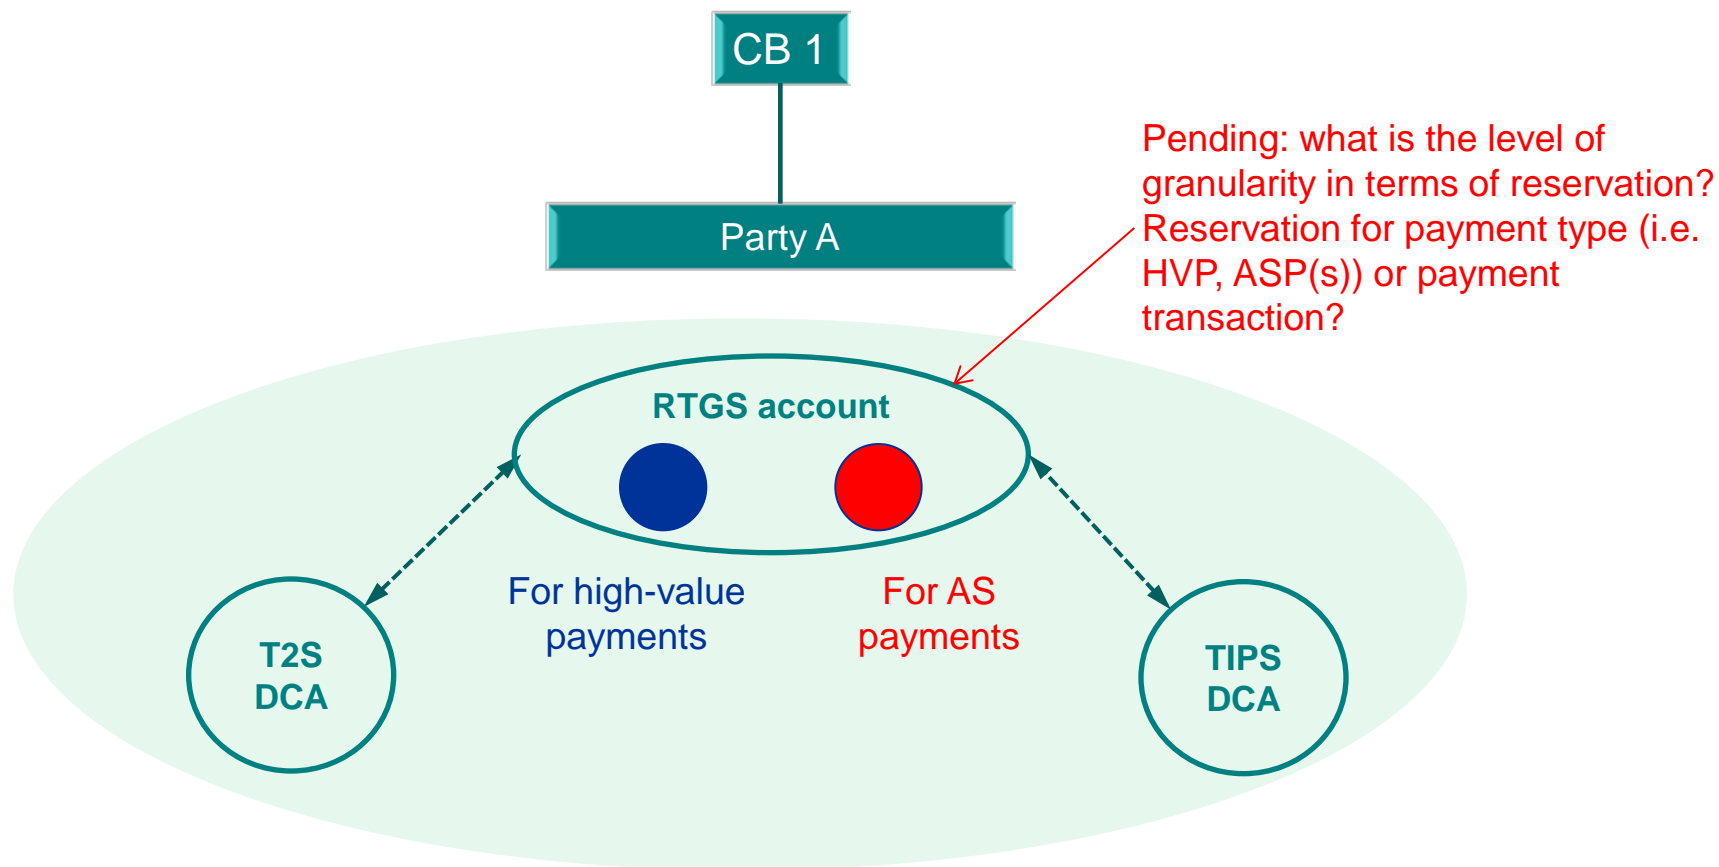 CB 1
Party A
Pending: what is the level of
granularity in terms of reservation?
Reservation for payment type (i.e.
HVP, ASP(s)) or payment
transaction?
RTGS account
For high-value
payments
For AS
payments
T2S
DCA
TIPS
DCA